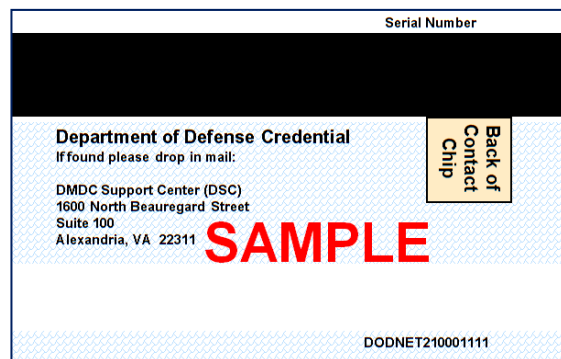 Serial Number
Back of
Contact
Chip
Department of Defense Credential
If found please drop in mail:
DMDC Support Center (DSC)
1600 North Beauregard Street
Suite 100
Alexandria, VA 22311
SAMPLE
DODNET210001111